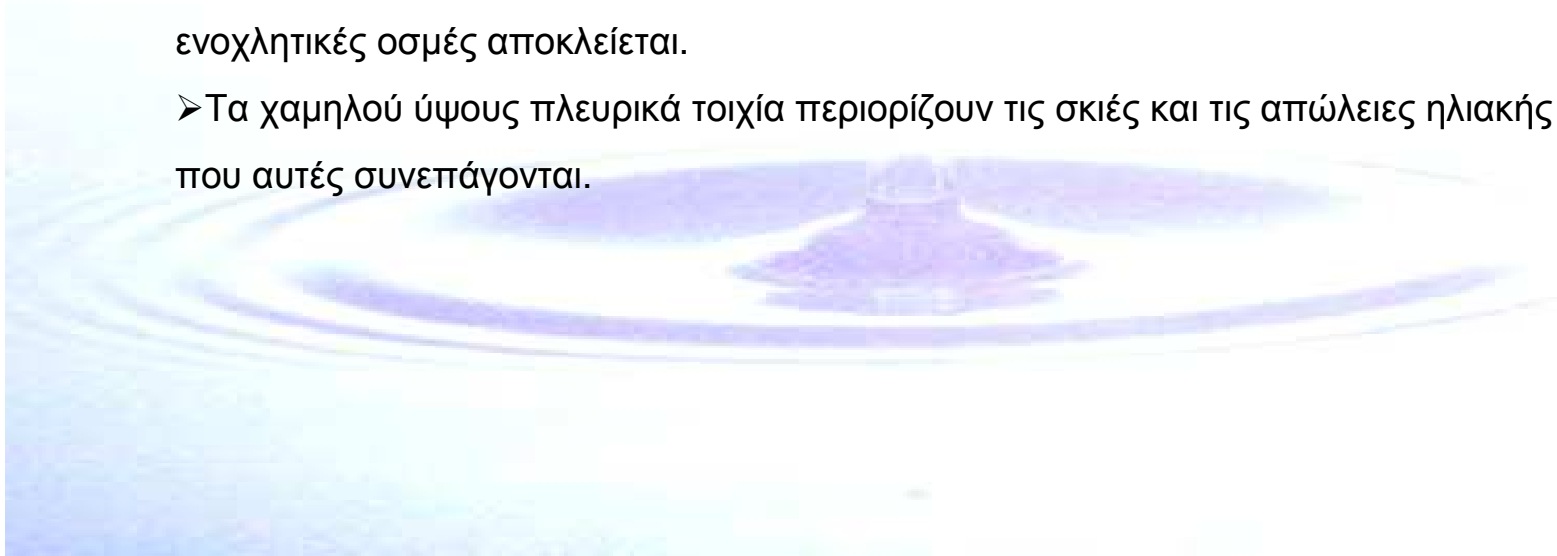 ενοχλητικές οσμές αποκλείεται.
➢Τα χαμηλού ύψους πλευρικά τοιχία περιορίζουν τις σκιές και τις απώλειες ηλιακής
που αυτές συνεπάγονται.